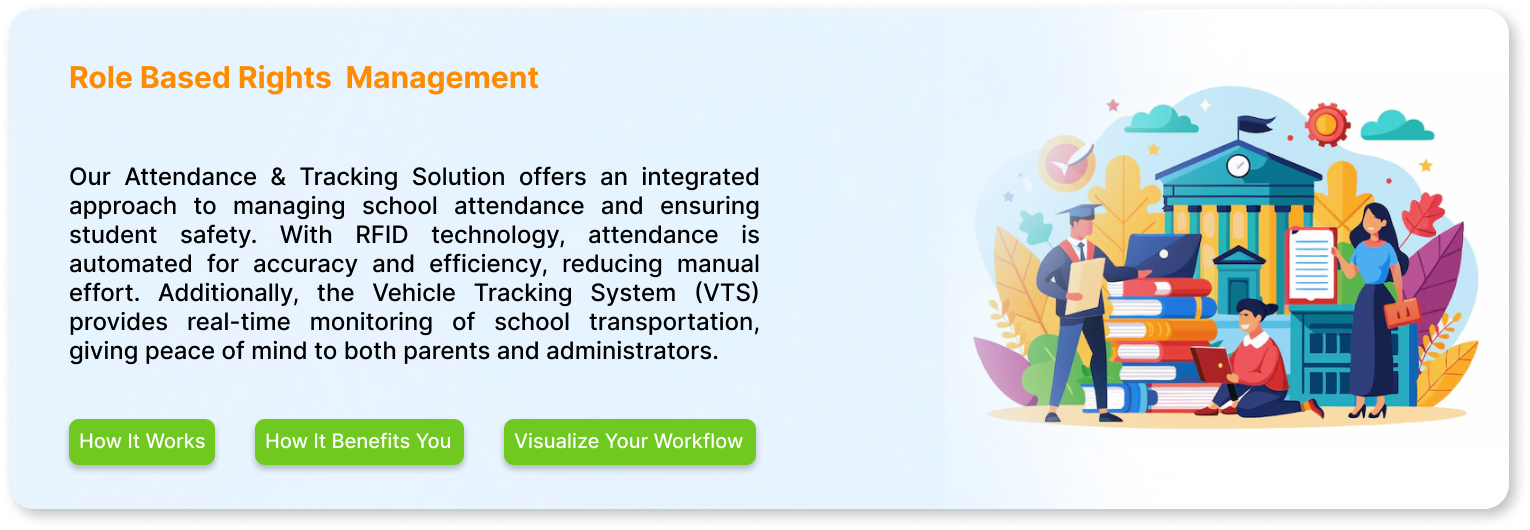 Role Based Rights  Management
Our Attendance & Tracking Solution offers an integrated
approach to managing school attendance and ensuring
student safety. With RFID technology, attendance is
automated for accuracy and efficiency, reducing manual
effort. Additionally, the Vehicle Tracking System (VTS)
provides real-time monitoring of school transportation,
giving peace of mind to both parents and administrators.
How It Works
How It Benefits You
Visualize Your Workflow